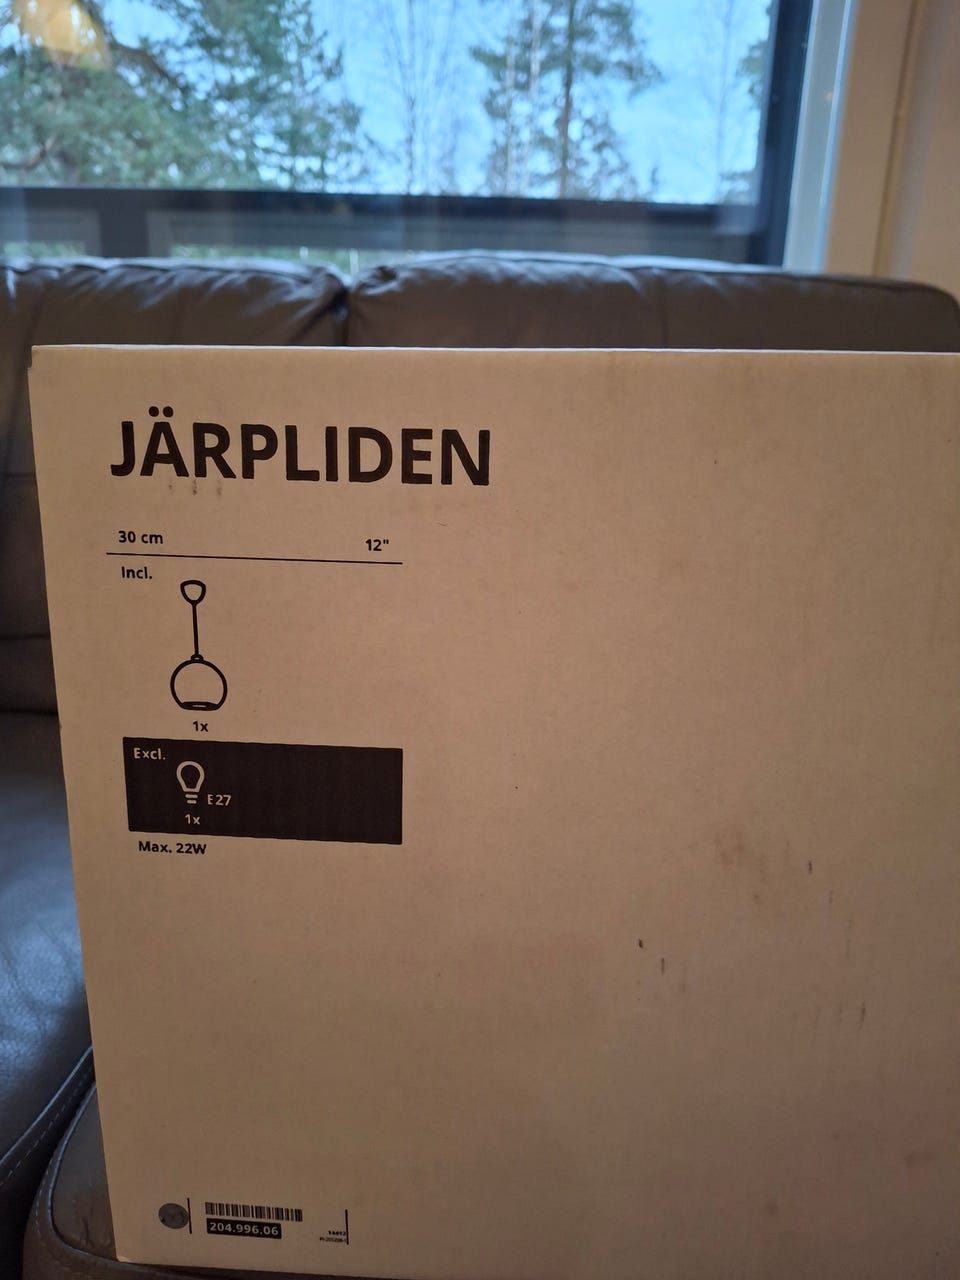 JÄRPLIDEN
30 cm 12"
Incl.
1x
Excl.
E27
1x
Max. 22W
204.996.06